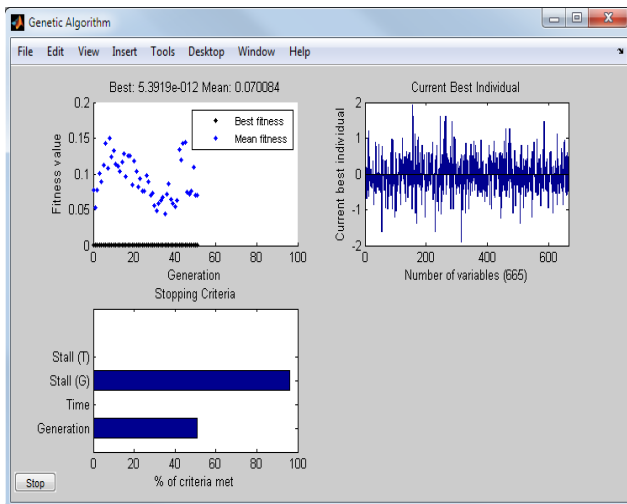 Genetic Algorithm
File Edit View Insert Tools Desktop Window Help
Best: 5.3919e-012 Mean: 0.070084
Fitness value
0.2
0.15
0.1
0.05
0
Best fitness
Mean fitness
0 20 40 60 80 100
Generation
Current Best Individual
Current best individual
2
1
0
-1
-2
0 200 400 600
Number of variables (665)
Stopping Criteria
Stall (T)
Stall (G)
Time
Generation
0 20 40 60 80 100
% of criteria met
Stop